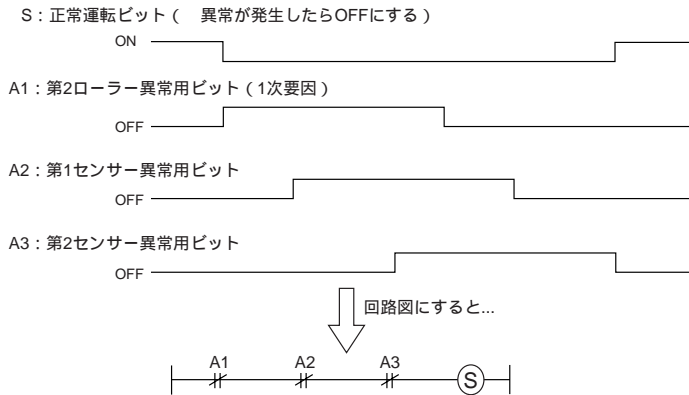 S：正常運転ビット（　異常が発生したらOFFにする）
ON
A1：第2ローラー異常用ビット（1次要因）
OFF
A2：第1センサー異常用ビット
OFF
A3：第2センサー異常用ビット
OFF
回路図にすると...
A1 A2 A3
S